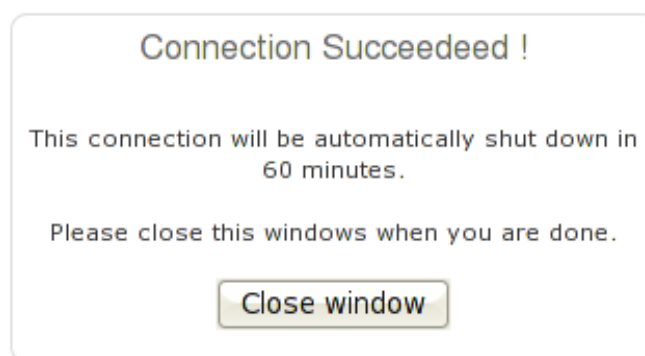 Connection Succeedeed !
This connection will be automatically shut down in
60 minutes.
Please close this windows when you are done.
Close window